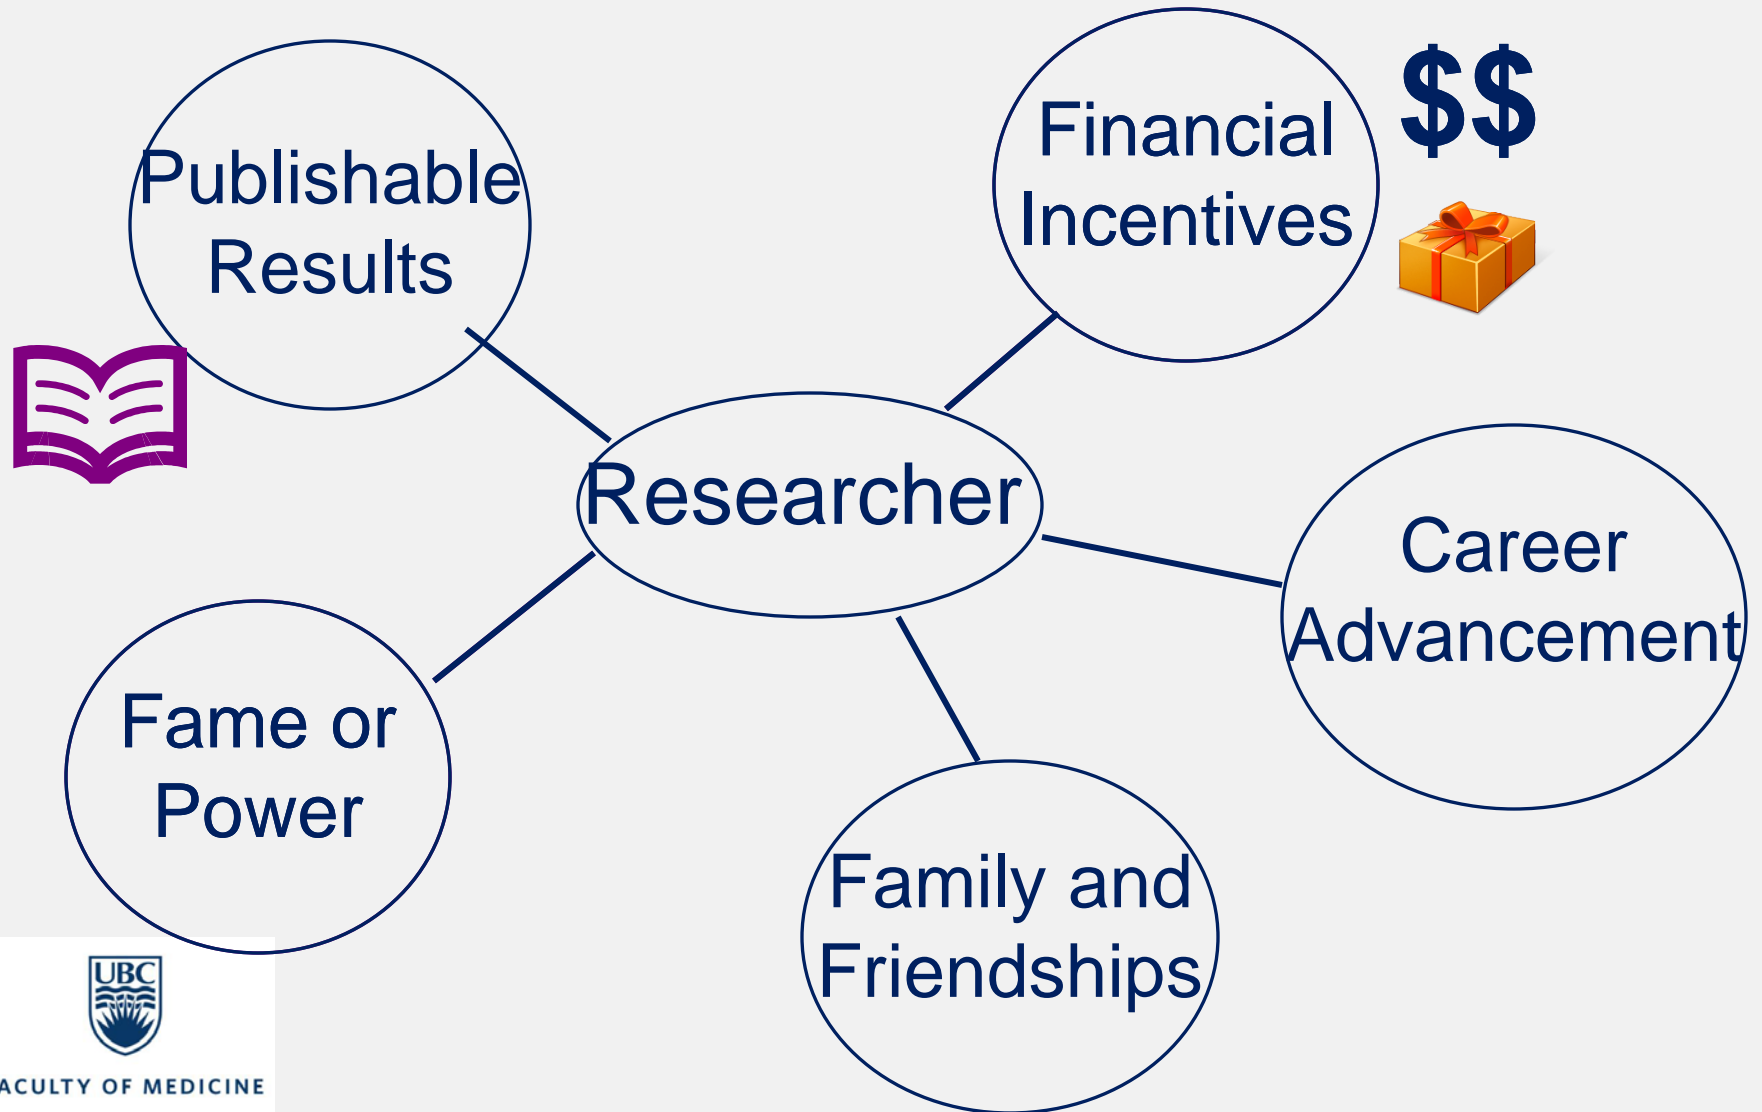 Publishable
Results
Financial
Incentives
$$
Researcher
Career
Advancement
Fame or
Power
Family and
Friendships
UBC
ACULTY OF MEDICINE